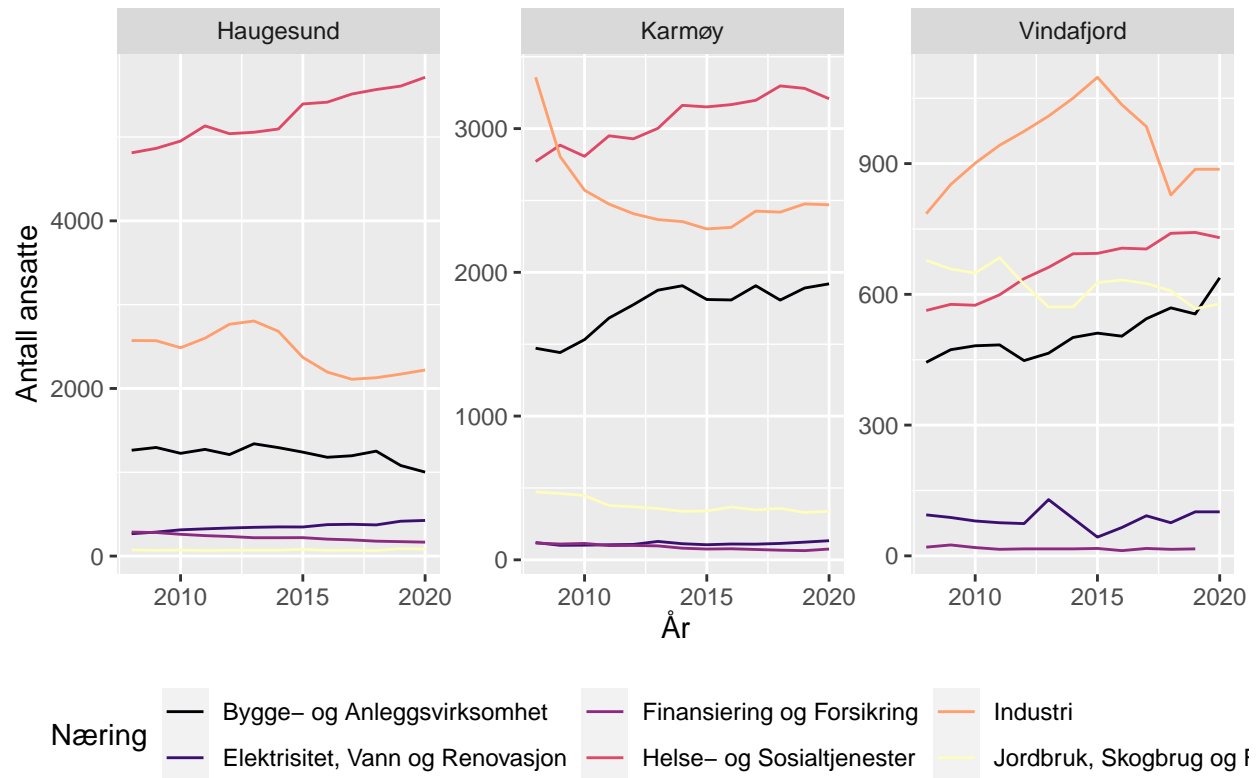 Haugesund Karmøy Vindafjord
Antall ansatte
4000
2000
0
3000
2000
1000
0
900
600
300
0
2010 2015 2020 2010 2015 2020 2010 2015 2020
År
Næring
Bygge− og Anleggsvirksomhet Finansiering og Forsikring Industri
Elektrisitet, Vann og Renovasjon Helse− og Sosialtjenester Jordbruk, Skogbrug og